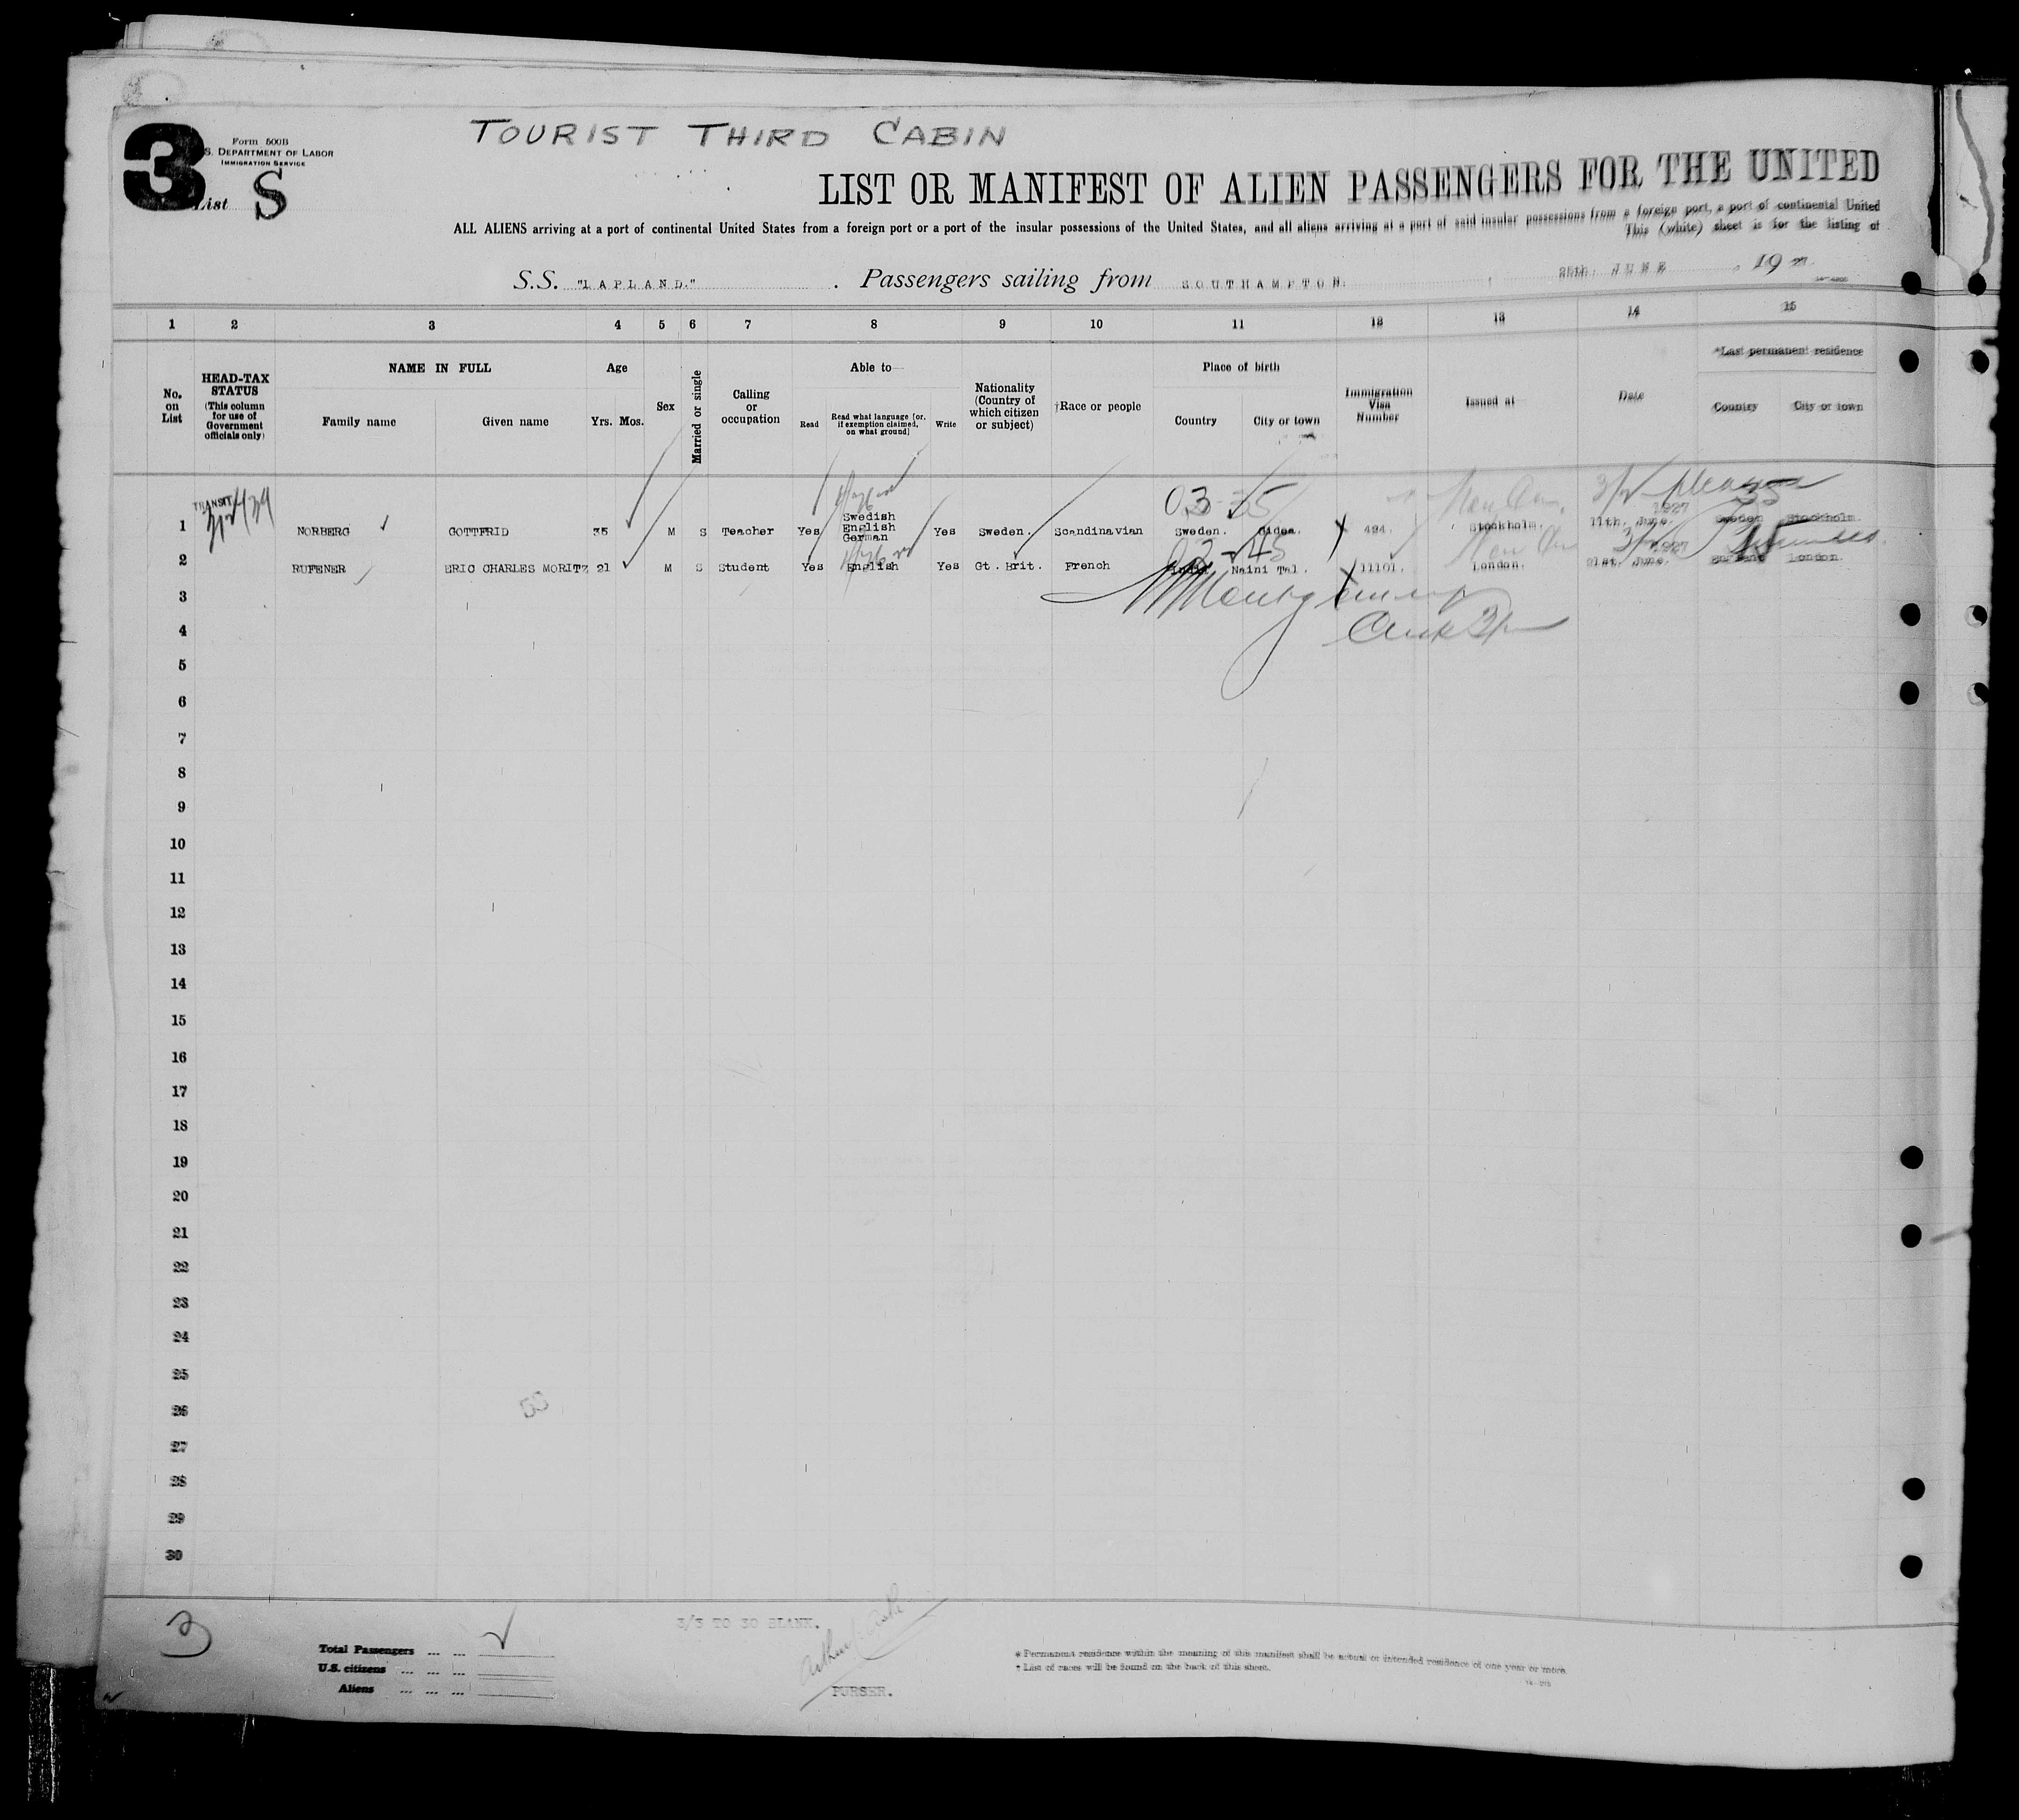 TOURIST THIRD CABIN
3
Form 500B
S. DEPARTMENT OF LABOR
IMMIGRATION SERVICE
List S
LIST OR MANIFEST OF ALIEN PASSENGERS FOR THE UNITED
ALL ALIENS arriving at a port of continental United States from a foreign port or a port of the insular possessions of the United States, and all aliens arriving at a port of said insular possessions from a foreign port, a port of continental United
This (white) sheet is for the listing of
S.S. "LAPLAND." . Passengers sailing from SOUTHAMPTON. 25th. JUNE , 19 27.
1 2 3 4 5 6 7 8 9 10 11 12 13 14 15
No. on List
HEAD-TAX STATUS (This column for use of Government officials only)
NAME IN FULL
Family name Given name
Age
Yrs. Mos.
Sex
Married or single
Calling or occupation
Able to
Read Read what language [or, if exemption claimed, on what ground] Write
Nationality (Country of which citizen or subject)
†Race or people
Place of birth
Country City or town
Immigration Visa Number
Issued at
Date
*Last permanent residence
Country City or town
TRANSIT
03-35
1 NORBERG GOTTFRID 35 M S Teacher Yes Swedish English German Yes Sweden. Scandinavian Sweden. Gidea. 494. Stockholm. 11th. June. 1927 Sweden Stockholm.
2 RUFENER ERIC CHARLES MORITZ 21 M S Student Yes English Yes Gt. Brit. French India Naini Tal. 11101. London. 21st. June. 1927 England London.
3
4
5
6
7
8
9
10
11
12
13
14
15
16
17
18
19
20
21
22
23
24
25
26
27
28
29
30
3/3 TO 30 BLANK.
Total Passengers ... ...
U.S. citizens ... ... ...
Aliens ... ... ...
PURSER.
* Permanent residence within the meaning of this manifest shall be actual or intended residence of one year or more.
† List of races will be found on the back of this sheet.